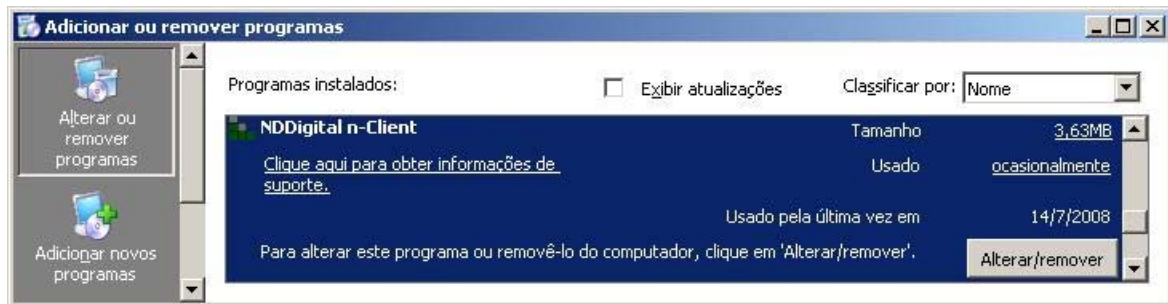 Adicionar ou remover programas
Alterar ou
remover
programas
Adicionar novos
programas
Programas instalados:
Exibir atualizações
Classificar por:
Nome
NDDigital n-Client
Tamanho
3,63MB
Clique aqui para obter informações de
suporte.
Usado
ocasionalmente
Usado pela última vez em
14/7/2008
Para alterar este programa ou removê-lo do computador, clique em 'Alterar/remover'.
Alterar/remover